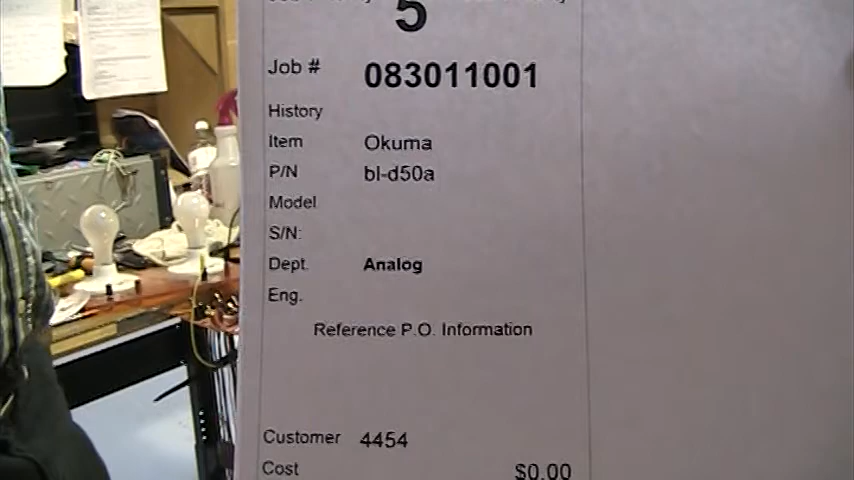 5
Job # 083011001
History
Item Okuma
P/N bl-d50a
Model
S/N:
Dept. Analog
Eng.
Reference P.O. Information
Customer 4454
Cost $0.00